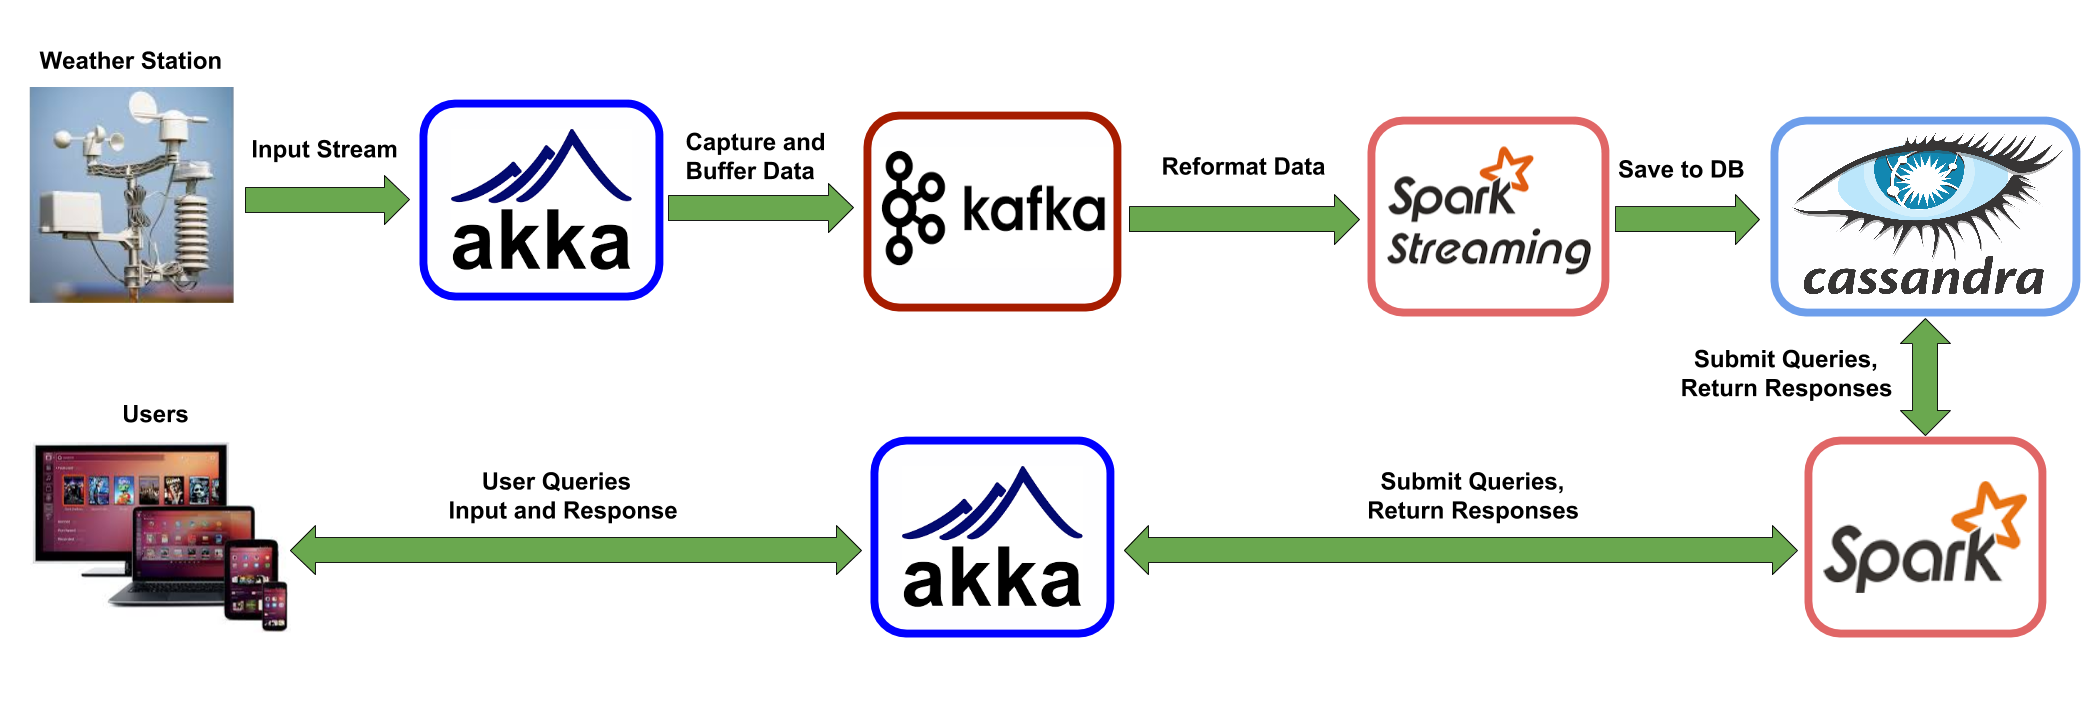 Weather Station
Input Stream
akka
Capture and
Buffer Data
kafka
Reformat Data
Spark
Streaming
Save to DB
cassandra
Submit Queries,
Return Responses
Users
User Queries
Input and Response
akka
Submit Queries,
Return Responses
Spark